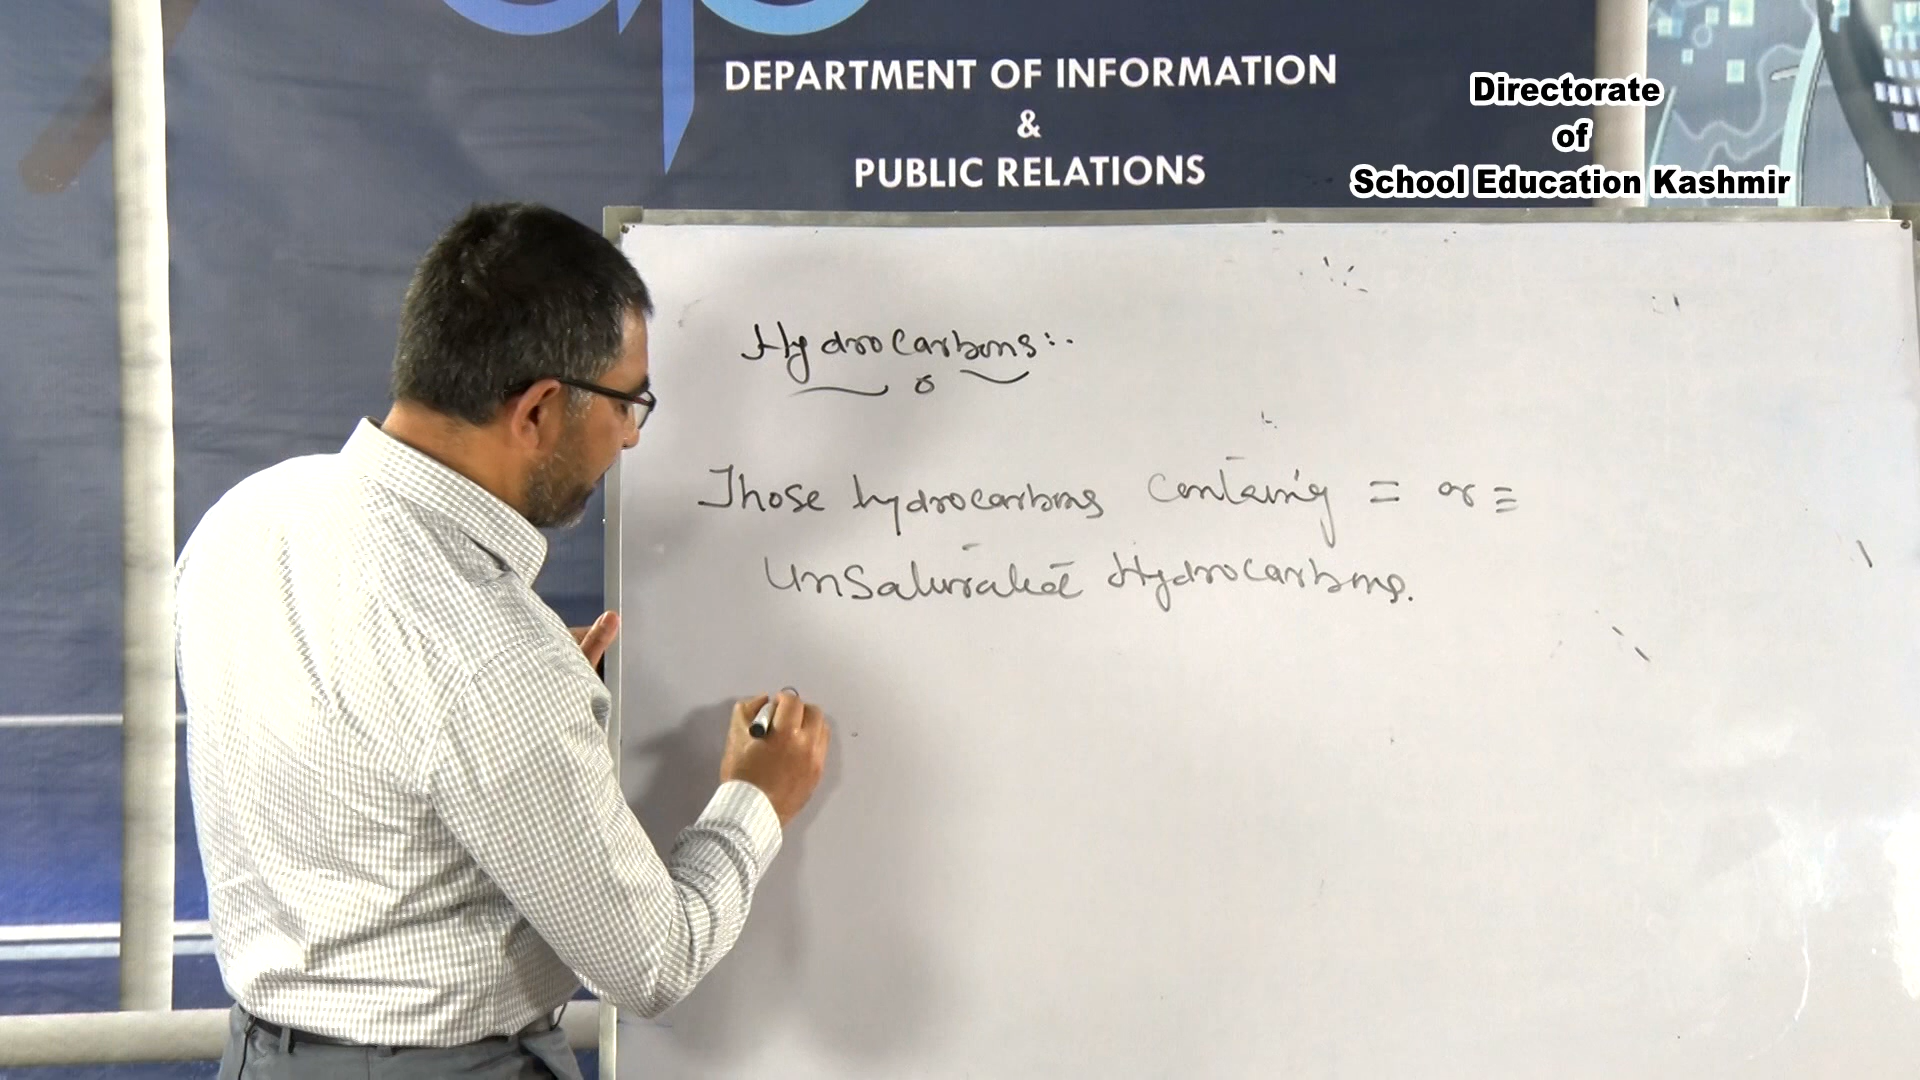 DEPARTMENT OF INFORMATION
&
PUBLIC RELATIONS
Directorate
of
School Education Kashmir
Hydrocarbons:.
Those hydrocarbons containing = or ≡
Unsaturated Hydrocarbons.